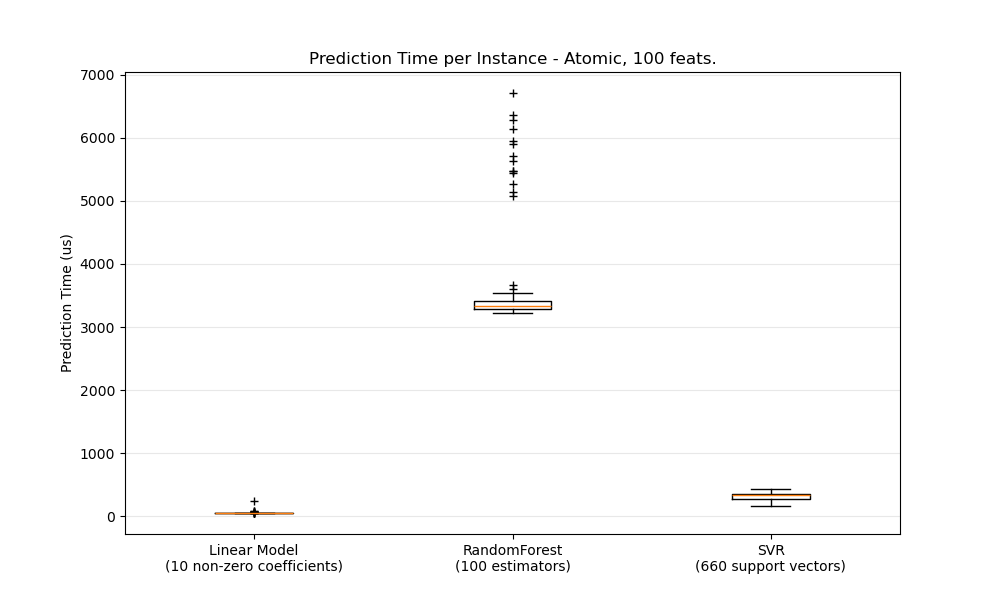 Prediction Time per Instance - Atomic, 100 feats.
7000
6000
5000
4000
3000
2000
1000
0
Prediction Time (us)
Linear Model
(10 non-zero coefficients)
RandomForest
(100 estimators)
SVR
(660 support vectors)